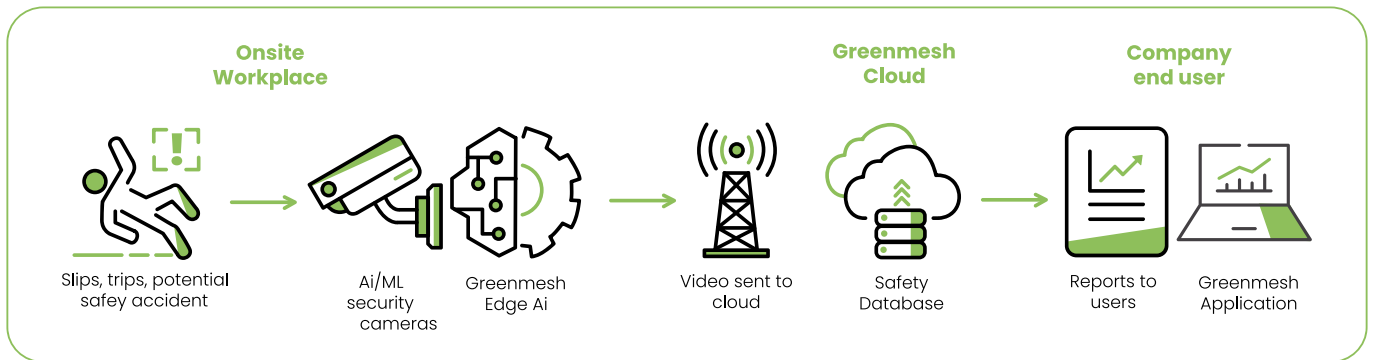 Onsite
Workplace
Greenmesh
Cloud
Company
end user
!
Slips, trips, potential
safey accident
Ai/ML
security
cameras
Greenmesh
Edge Ai
Video sent to
cloud
Safety
Database
Reports to
users
Greenmesh
Application